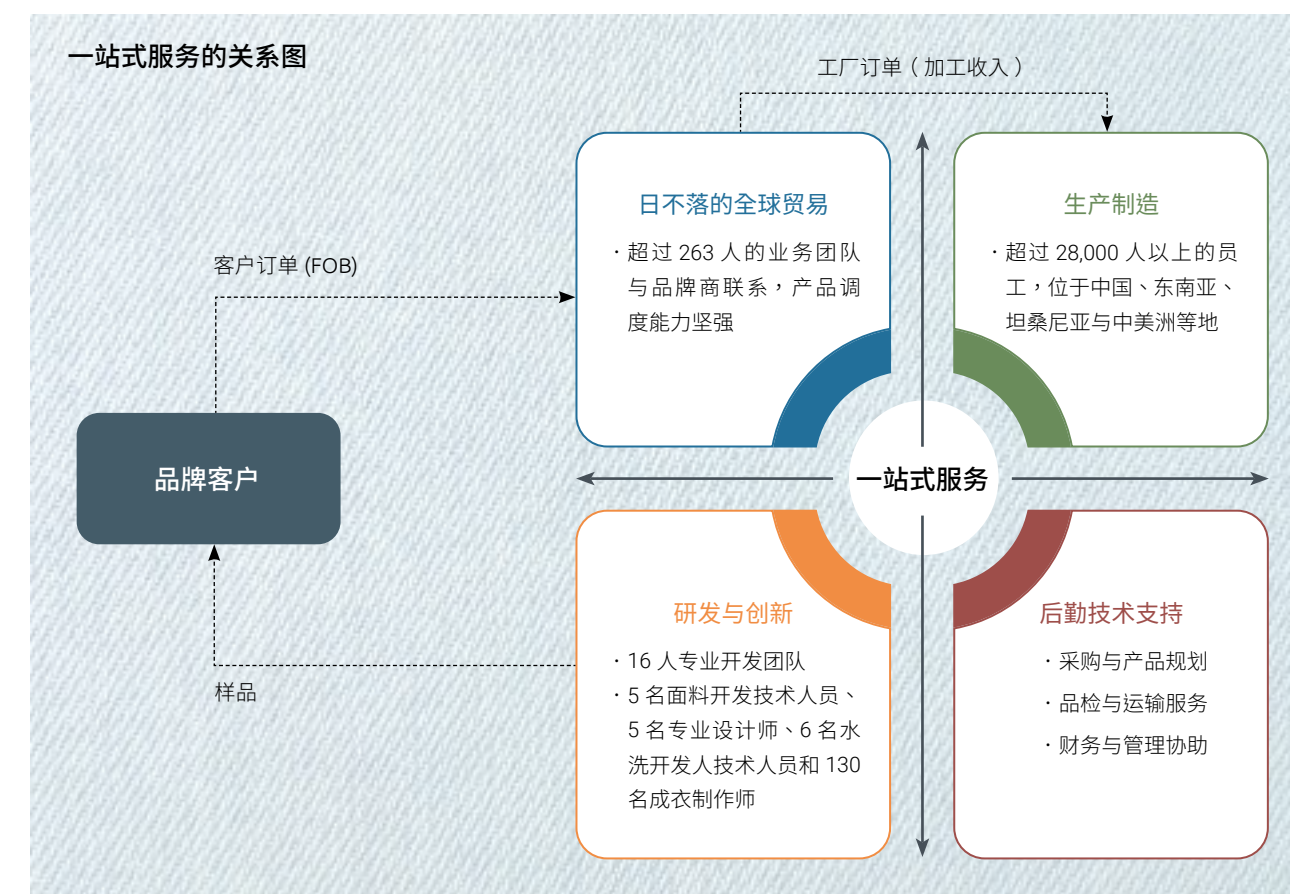 一站式服务的关系图
工厂订单（加工收入）
客户订单 (FOB)
品牌客户
样品
日不落的全球贸易
·超过 263 人的业务团队
与品牌商联系，产品调
度能力坚强
生产制造
·超过 28,000 人以上的员
工，位于中国、东南亚、
坦桑尼亚与中美洲等地
一站式服务
研发与创新
·16 人专业开发团队
·5 名面料开发技术人员、
5 名专业设计师、6 名水
洗开发人技术人员和 130
名成衣制作师
后勤技术支持
·采购与产品规划
·品检与运输服务
·财务与管理协助